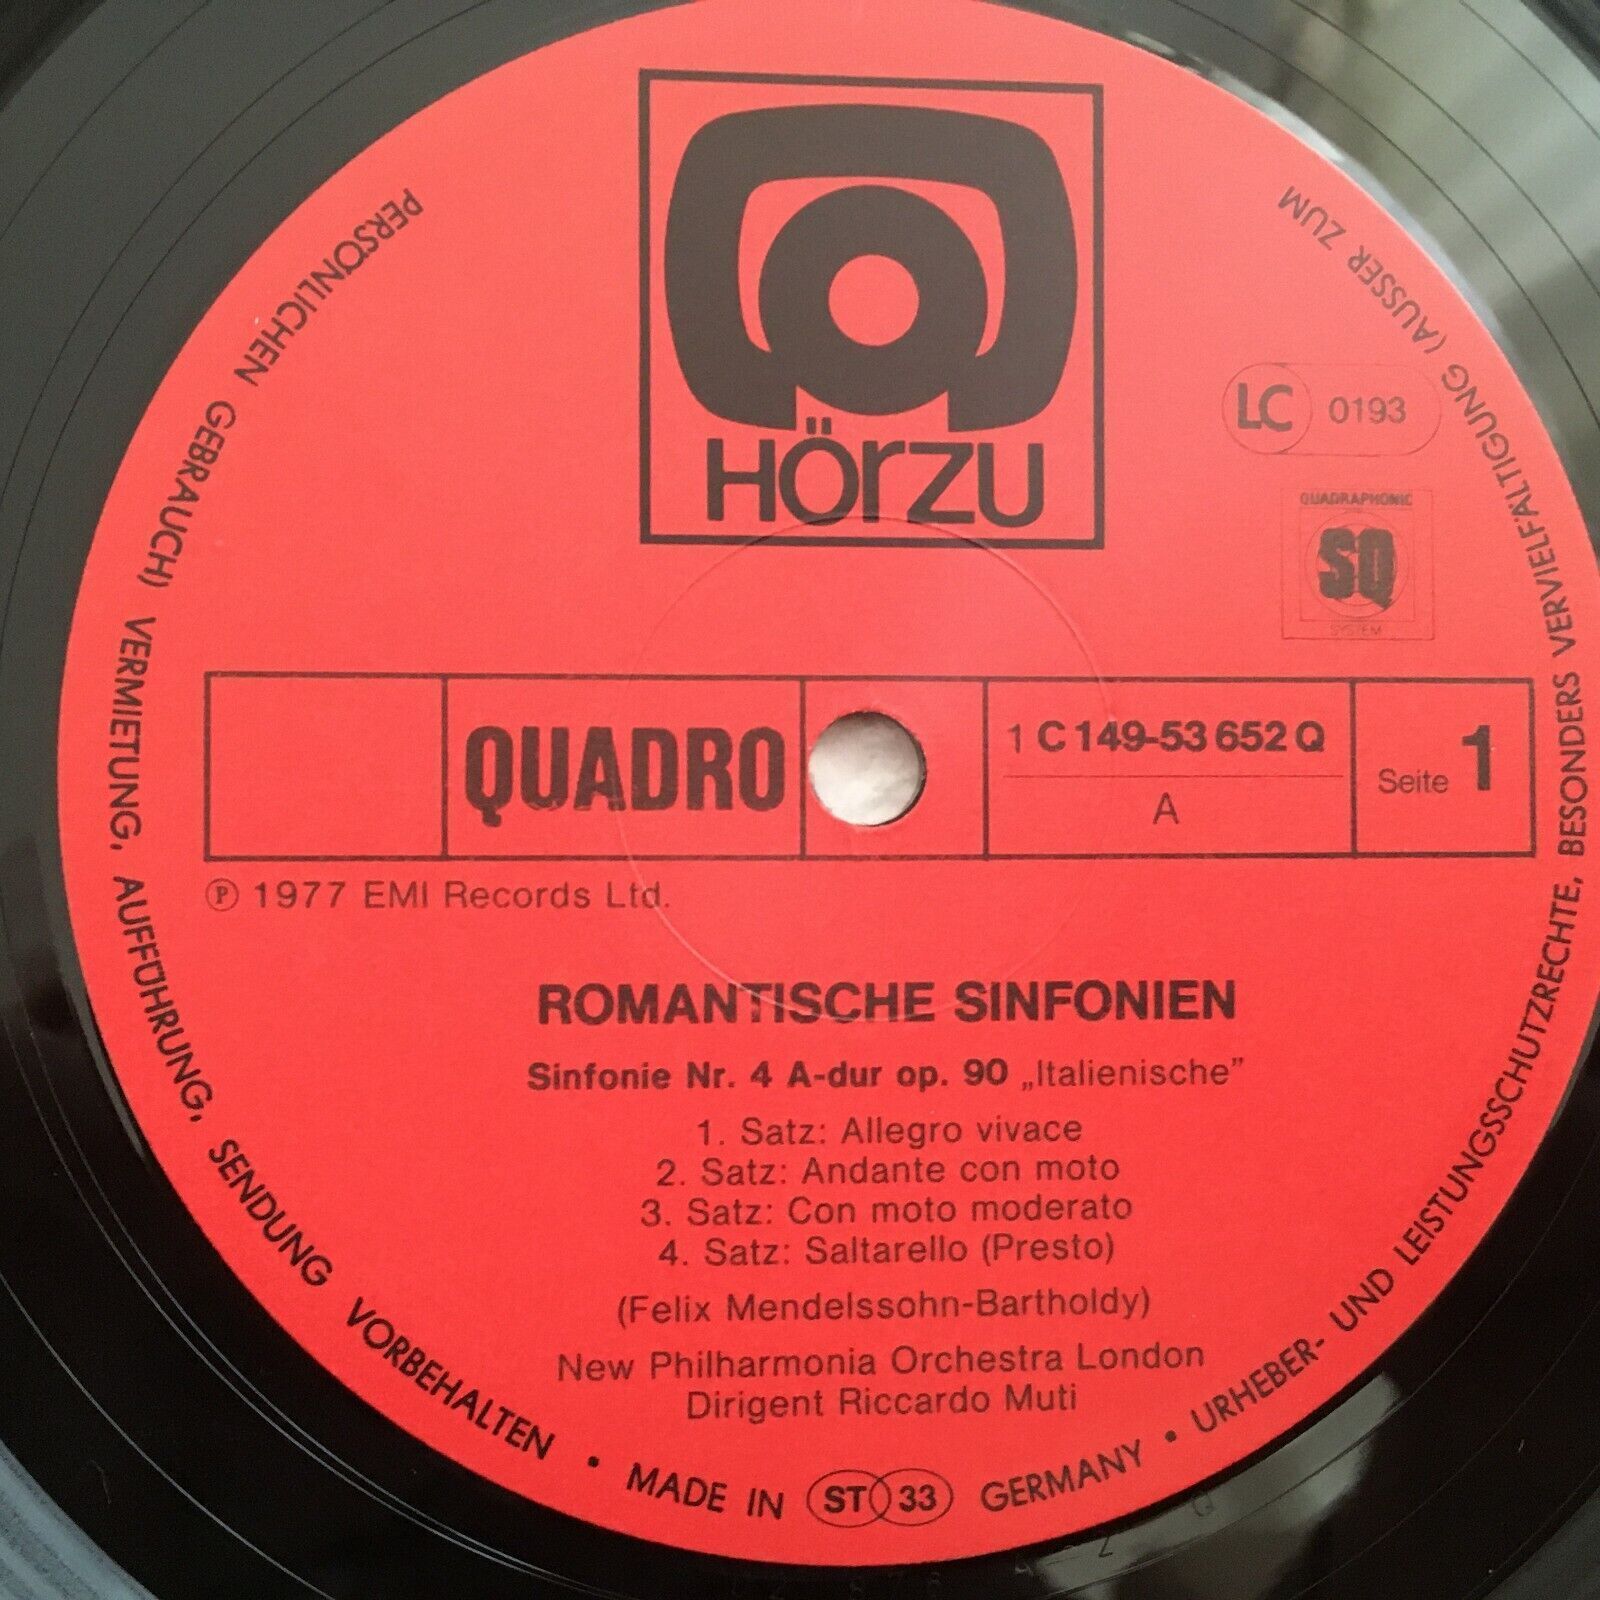 HÖRZU
LC 0193
QUADRAPHONIC
SQ
SYSTEM
QUADRO
1 C 149-53 652 Q
A
Seite 1
Ⓟ 1977 EMI Records Ltd.
ROMANTISCHE SINFONIEN
Sinfonie Nr. 4 A-dur op. 90 „Italienische”
1. Satz: Allegro vivace
2. Satz: Andante con moto
3. Satz: Con moto moderato
4. Satz: Saltarello (Presto)
(Felix Mendelssohn-Bartholdy)
New Philharmonia Orchestra London
Dirigent Riccardo Muti
MADE IN ST 33 GERMANY • URHEBER- UND LEISTUNGSSCHUTZRECHTE, BESONDERS VERVIELFÄLTIGUNG (AUSSER ZUM
PERSÖNLICHEN GEBRAUCH) VERMIETUNG, AUFFÜHRUNG, SENDUNG VORBEHALTEN •